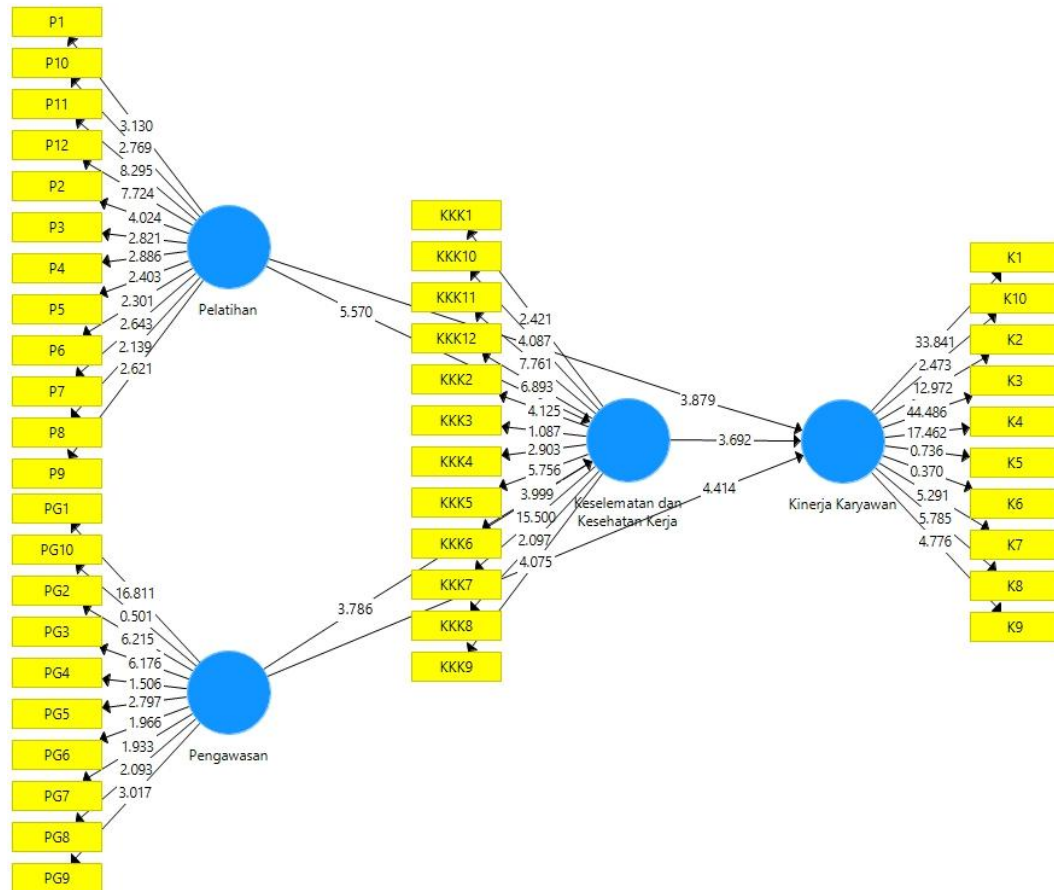 P1
P10
P11
P12
P2
P3
P4
P5
P6
P7
P8
P9
3.130
2.769
8.295
7.724
4.024
2.821
2.886
2.403
2.301
2.643
2.139
2.621
Pelatihan
PG1
PG10
PG2
PG3
PG4
PG5
PG6
PG7
PG8
PG9
16.811
0.501
6.215
6.176
1.506
2.797
1.966
1.933
2.093
3.017
Pengawasan
5.570
3.786
KKK1
KKK10
KKK11
KKK12
KKK2
KKK3
KKK4
KKK5
KKK6
KKK7
KKK8
KKK9
2.421
4.087
7.761
6.893
4.125
1.087
2.903
5.756
3.999
15.500
2.097
4.075
Keselematan dan
Kesehatan Kerja
3.879
3.692
4.414
Kinerja Karyawan
33.841
2.473
12.972
44.486
17.462
0.736
0.370
5.291
5.785
4.776
K1
K10
K2
K3
K4
K5
K6
K7
K8
K9